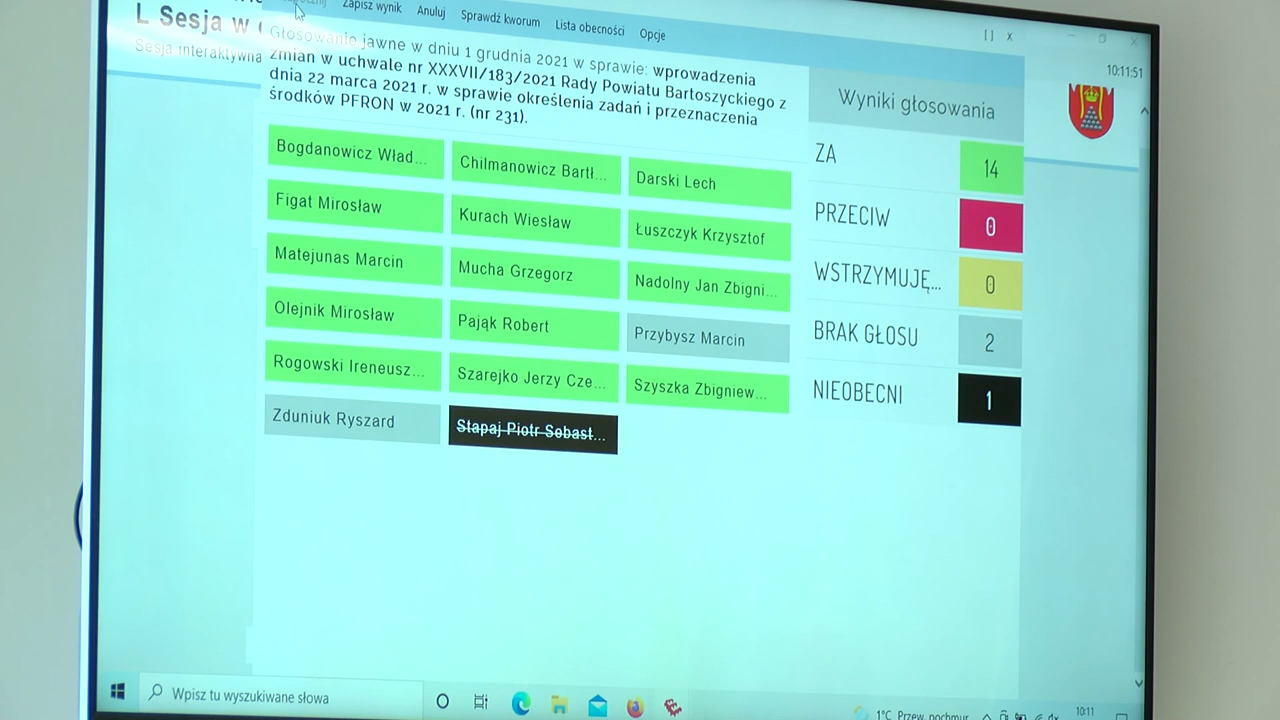 Zapisz wynik Anuluj Sprawdź kworum Lista obecności Opcje
[ ] x
L Sesja w
Sesja interaktywna
10:11:51
Głosowanie jawne w dniu 1 grudnia 2021 w sprawie: wprowadzenia
zmian w uchwale nr XXXVII/183/2021 Rady Powiatu Bartoszyckiego z
dnia 22 marca 2021 r. w sprawie określenia zadań i przeznaczenia
środków PFRON w 2021 r. (nr 231).
Wyniki głosowania
Bogdanowicz Wład... Chilmanowicz Bartł... Darski Lech
Figat Mirosław Kurach Wiesław Łuszczyk Krzysztof
Matejunas Marcin Mucha Grzegorz Nadolny Jan Zbigni...
Olejnik Mirosław Pająk Robert Przybysz Marcin
Rogowski Ireneusz... Szarejko Jerzy Cze... Szyszka Zbigniew...
Zduniuk Ryszard Stapaj Piotr Sebast...
ZA 14
PRZECIW 0
WSTRZYMUJĘ... 0
BRAK GŁOSU 2
NIEOBECNI 1
Wpisz tu wyszukiwane słowa
1°C Przew. pochmur.
10:11